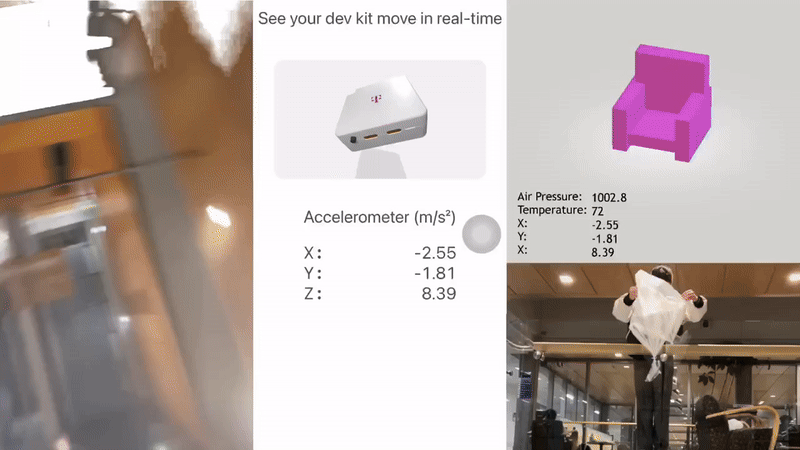 See your dev kit move in real-time
Accelerometer (m/s²)
X: -2.55
Y: -1.81
Z: 8.39
Air Pressure: 1002.8
Temperature: 72
X: -2.55
Y: -1.81
X: 8.39